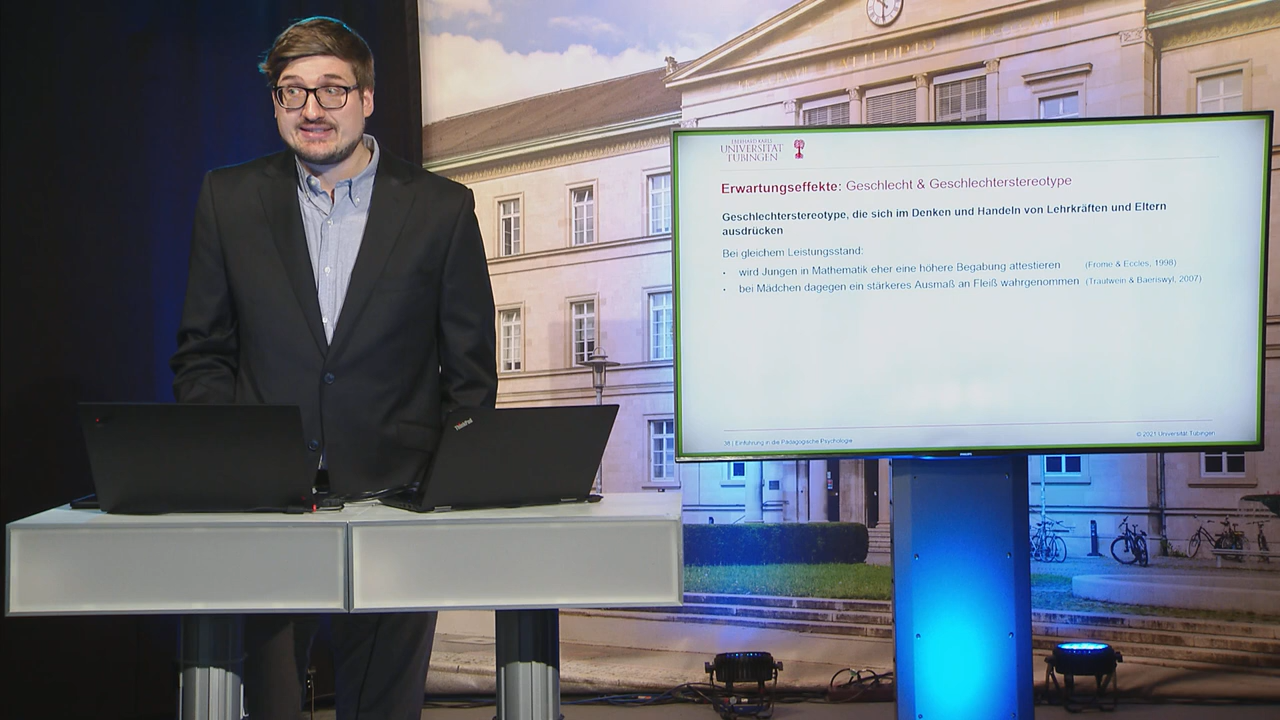 EBERHARD KARLS
UNIVERSITÄT
TÜBINGEN
Erwartungseffekte: Geschlecht & Geschlechterstereotype
Geschlechterstereotype, die sich im Denken und Handeln von Lehrkräften und Eltern
ausdrücken
Bei gleichem Leistungsstand:
• wird Jungen in Mathematik eher eine höhere Begabung attestieren (Frome & Eccles, 1998)
• bei Mädchen dagegen ein stärkeres Ausmaß an Fleiß wahrgenommen (Trautwein & Baeriswyl, 2007)
38 | Einführung in die Pädagogische Psychologie
© 2021 Universität Tübingen
PHILIPS
ThinkPad